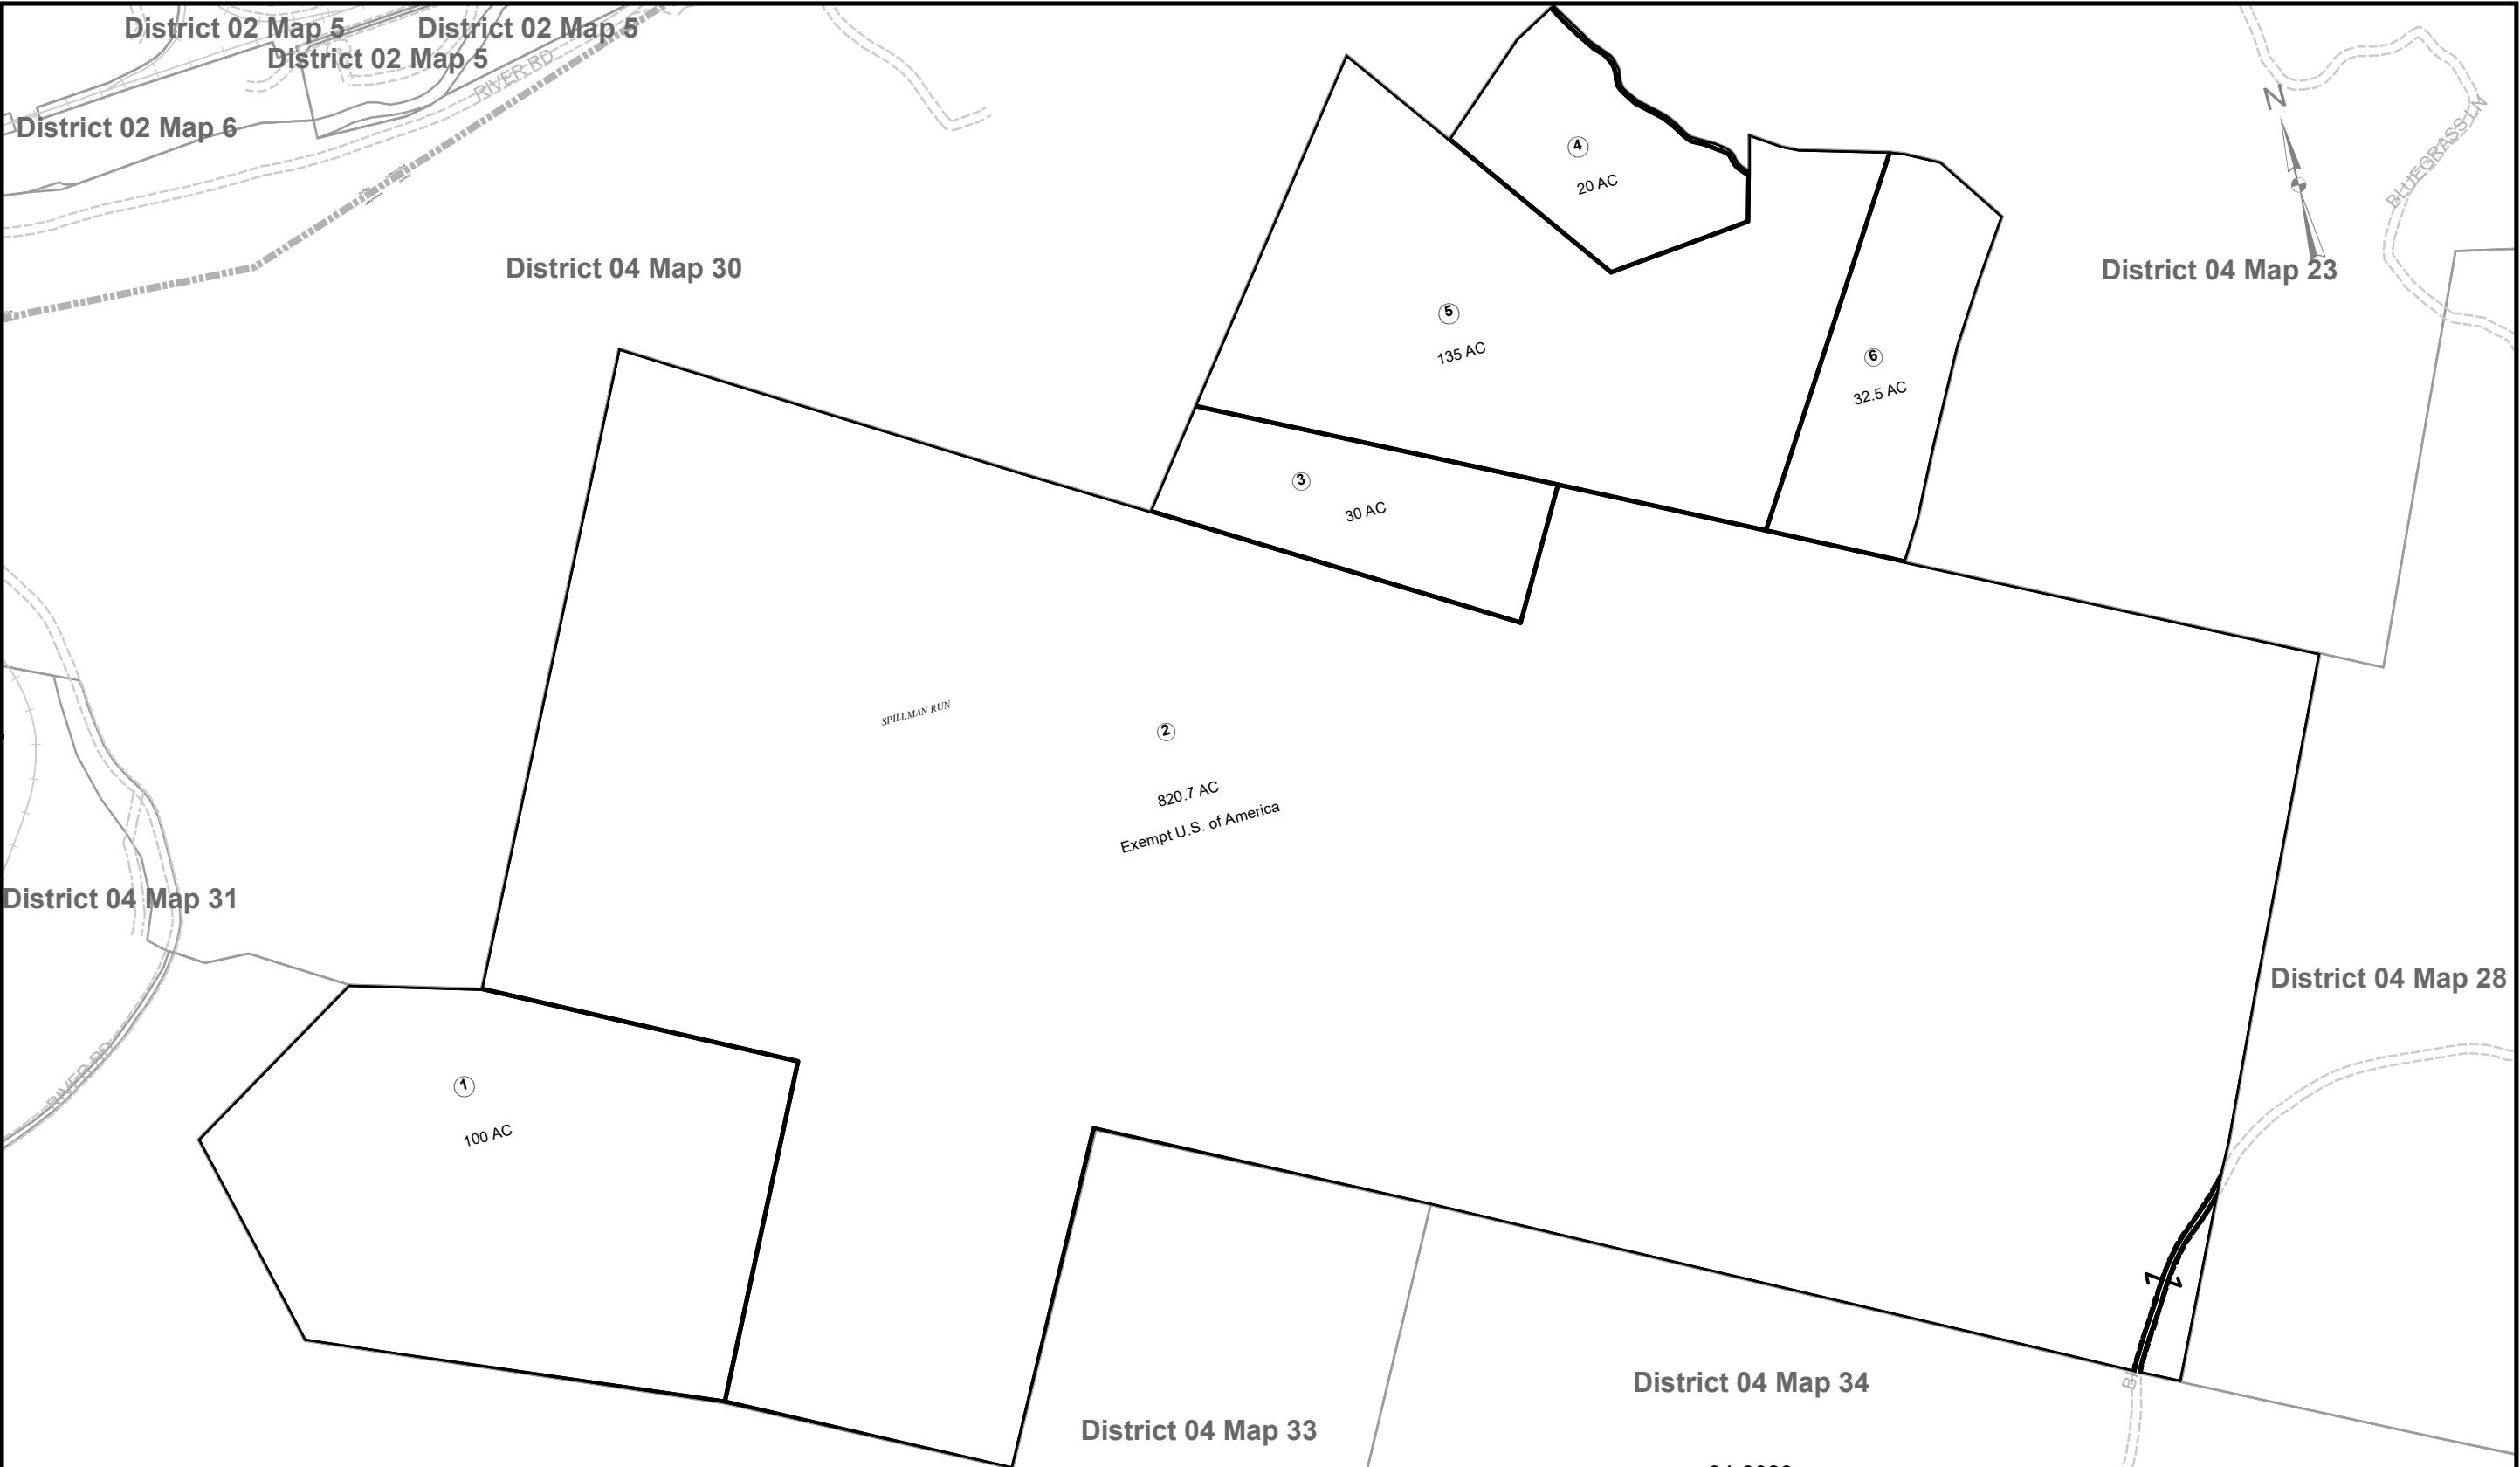 District 02 Map 5
District 02 Map 5
District 02 Map 5
RIVER RD
District 02 Map 6
N
BLUEGRASS LN
4
20 AC
District 04 Map 30
District 04 Map 23
5
135 AC
6
32.5 AC
3
30 AC
SPILLMAN RUN
2
820.7 AC
Exempt U.S. of America
District 04 Map 31
District 04 Map 28
RIVER RD
1
100 AC
District 04 Map 34
District 04 Map 33